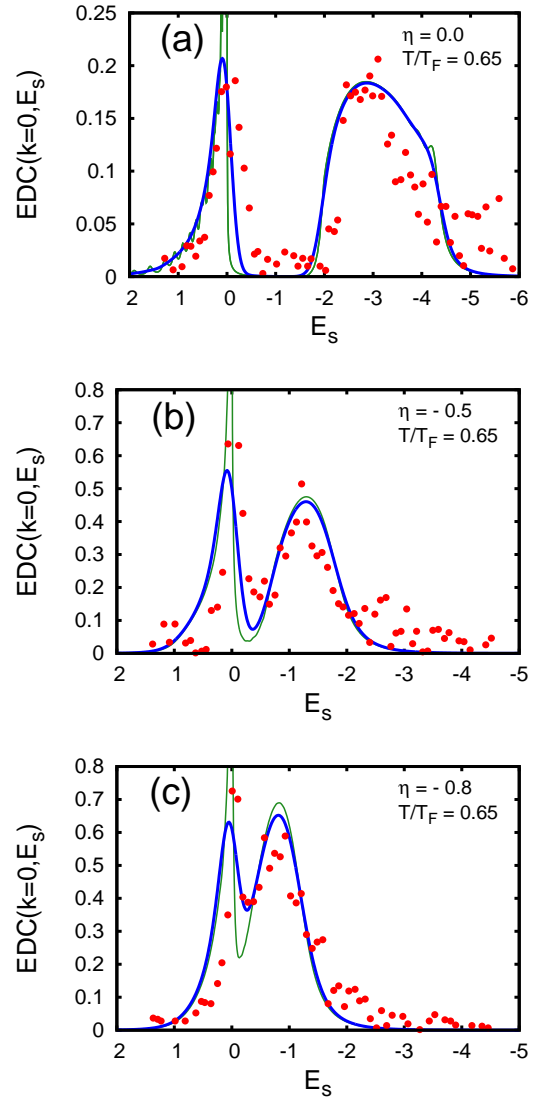 (a)
η = 0.0
T/T_F = 0.65
EDC(k=0,E_s)
0.25
0.2
0.15
0.1
0.05
0
2 1 0 -1 -2 -3 -4 -5 -6
E_s
(b)
η = - 0.5
T/T_F = 0.65
EDC(k=0,E_s)
0.8
0.7
0.6
0.5
0.4
0.3
0.2
0.1
0
2 1 0 -1 -2 -3 -4 -5
E_s
(c)
η = - 0.8
T/T_F = 0.65
EDC(k=0,E_s)
0.8
0.7
0.6
0.5
0.4
0.3
0.2
0.1
0
2 1 0 -1 -2 -3 -4 -5
E_s